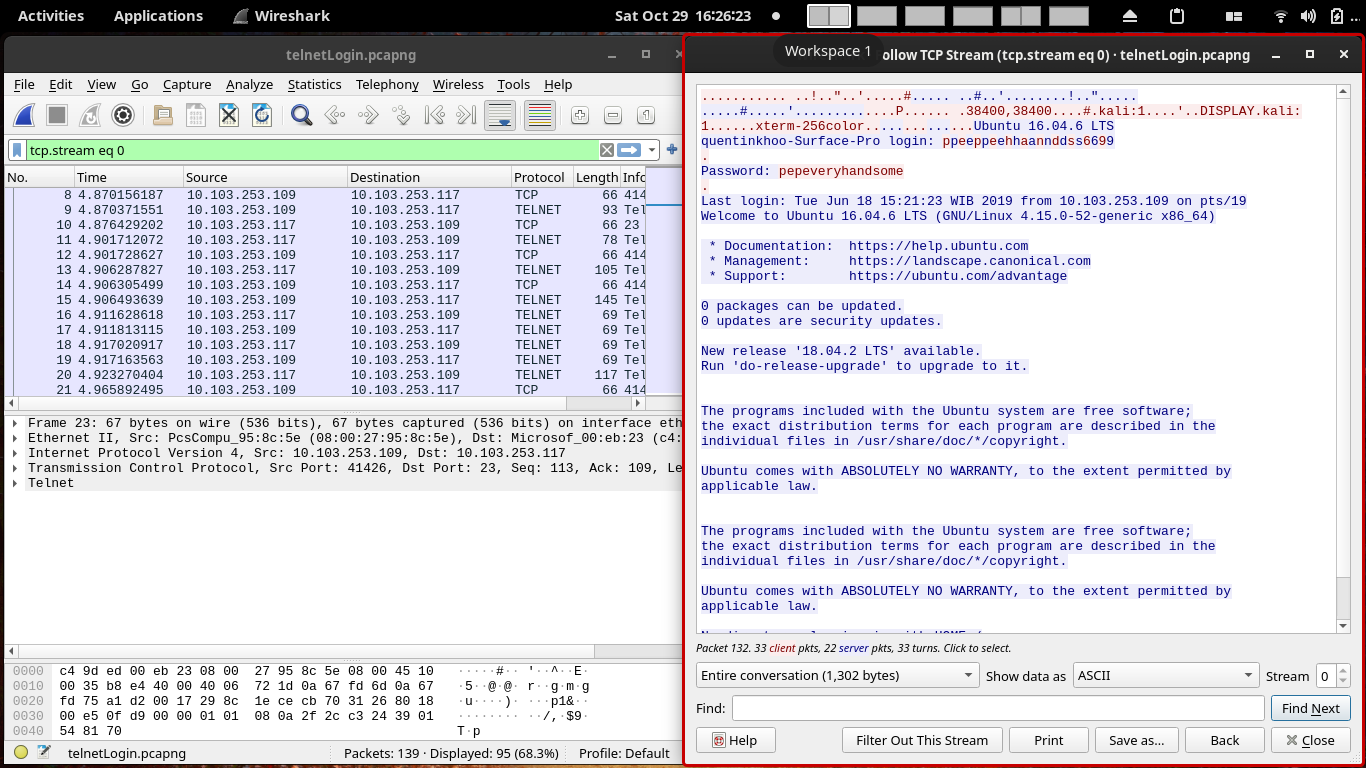 Activities Applications Wireshark Sat Oct 29 16:26:23
telnetLogin.pcapng
File Edit View Go Capture Analyze Statistics Telephony Wireless Tools Help
tcp.stream eq 0
No. Time Source Destination Protocol Length Info
8 4.870156187 10.103.253.109 10.103.253.117 TCP 66 414
9 4.870371551 10.103.253.109 10.103.253.117 TELNET 93 Tel
10 4.876429202 10.103.253.117 10.103.253.109 TCP 66 23
11 4.901712072 10.103.253.117 10.103.253.109 TELNET 78 Tel
12 4.901728627 10.103.253.109 10.103.253.117 TCP 66 414
13 4.906287827 10.103.253.117 10.103.253.109 TELNET 105 Tel
14 4.906305499 10.103.253.109 10.103.253.117 TCP 66 414
15 4.906493639 10.103.253.109 10.103.253.117 TELNET 145 Tel
16 4.911628618 10.103.253.117 10.103.253.109 TELNET 69 Tel
17 4.911813115 10.103.253.109 10.103.253.117 TELNET 69 Tel
18 4.917020917 10.103.253.117 10.103.253.109 TELNET 69 Tel
19 4.917163563 10.103.253.109 10.103.253.117 TELNET 69 Tel
20 4.923270404 10.103.253.117 10.103.253.109 TELNET 117 Tel
21 4.965892495 10.103.253.109 10.103.253.117 TCP 66 414
Frame 23: 67 bytes on wire (536 bits), 67 bytes captured (536 bits) on interface eth
Ethernet II, Src: PcsCompu_95:8c:5e (08:00:27:95:8c:5e), Dst: Microsof_00:eb:23 (c4:
Internet Protocol Version 4, Src: 10.103.253.109, Dst: 10.103.253.117
Transmission Control Protocol, Src Port: 41426, Dst Port: 23, Seq: 113, Ack: 109, Le
Telnet
0000 c4 9d ed 00 eb 23 08 00 27 95 8c 5e 08 00 45 10 ·····#·· '··^··E·
0010 00 35 b8 e4 40 00 40 06 72 1d 0a 67 fd 6d 0a 67 ·5··@·@· r··g·m·g
0020 fd 75 a1 d2 00 17 29 8c 1e ce cb 70 31 26 80 18 ·u····)· ···p1&··
0030 00 e5 0f d9 00 00 01 01 08 0a 2f 2c c3 24 39 01 ········ ··/,·$9·
0040 54 81 70 T·p
telnetLogin.pcapng Packets: 139 · Displayed: 95 (68.3%) Profile: Default
Workspace 1
ollow TCP Stream (tcp.stream eq 0) · telnetLogin.pcapng
........... ..!.."..'.....#..... ..#..'........!..".....
.....#.....'.............P...... .38400,38400....#.kali:1....'..DISPLAY.kali:
1......xterm-256color..............Ubuntu 16.04.6 LTS
quentinkhoo-Surface-Pro login: ppeeppeehhaannddss6699
.
Password: pepeveryhandsome
.
Last login: Tue Jun 18 15:21:23 WIB 2019 from 10.103.253.109 on pts/19
Welcome to Ubuntu 16.04.6 LTS (GNU/Linux 4.15.0-52-generic x86_64)
* Documentation: https://help.ubuntu.com
* Management: https://landscape.canonical.com
* Support: https://ubuntu.com/advantage
0 packages can be updated.
0 updates are security updates.
New release '18.04.2 LTS' available.
Run 'do-release-upgrade' to upgrade to it.
The programs included with the Ubuntu system are free software;
the exact distribution terms for each program are described in the
individual files in /usr/share/doc/*/copyright.
Ubuntu comes with ABSOLUTELY NO WARRANTY, to the extent permitted by
applicable law.
The programs included with the Ubuntu system are free software;
the exact distribution terms for each program are described in the
individual files in /usr/share/doc/*/copyright.
Ubuntu comes with ABSOLUTELY NO WARRANTY, to the extent permitted by
applicable law.
Packet 132. 33 client pkts, 22 server pkts, 33 turns. Click to select.
Entire conversation (1,302 bytes) Show data as ASCII Stream 0
Find: Find Next
Help Filter Out This Stream Print Save as... Back Close